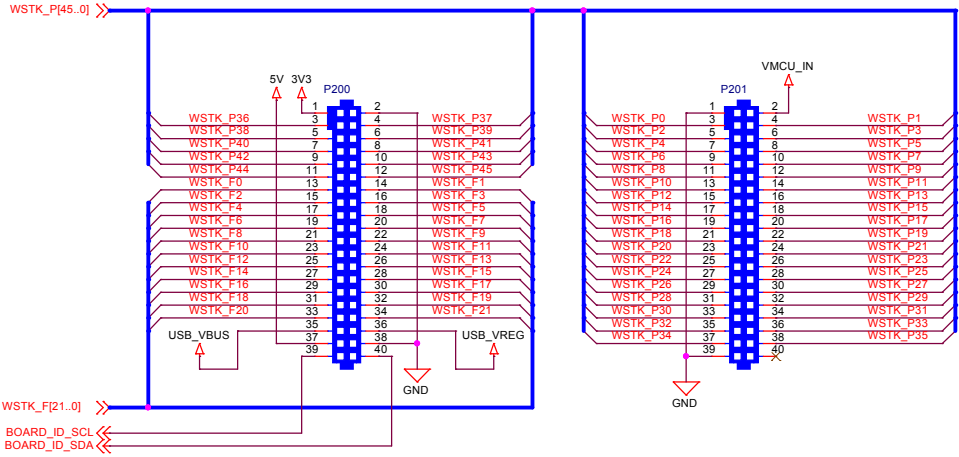 WSTK_P[45..0]
5V 3V3 P200
VMCU_IN
P201
1 2 1 2
WSTK_P36 3 4 WSTK_P37 WSTK_P0 3 4 WSTK_P1
WSTK_P38 5 6 WSTK_P39 WSTK_P2 5 6 WSTK_P3
WSTK_P40 7 8 WSTK_P41 WSTK_P4 7 8 WSTK_P5
WSTK_P42 9 10 WSTK_P43 WSTK_P6 9 10 WSTK_P7
WSTK_P44 11 12 WSTK_P45 WSTK_P8 11 12 WSTK_P9
WSTK_F0 13 14 WSTK_F1 WSTK_P10 13 14 WSTK_P11
WSTK_F2 15 16 WSTK_F3 WSTK_P12 15 16 WSTK_P13
WSTK_F4 17 18 WSTK_F5 WSTK_P14 17 18 WSTK_P15
WSTK_F6 19 20 WSTK_F7 WSTK_P16 19 20 WSTK_P17
WSTK_F8 21 22 WSTK_F9 WSTK_P18 21 22 WSTK_P19
WSTK_F10 23 24 WSTK_F11 WSTK_P20 23 24 WSTK_P21
WSTK_F12 25 26 WSTK_F13 WSTK_P22 25 26 WSTK_P23
WSTK_F14 27 28 WSTK_F15 WSTK_P24 27 28 WSTK_P25
WSTK_F16 29 30 WSTK_F17 WSTK_P26 29 30 WSTK_P27
WSTK_F18 31 32 WSTK_F19 WSTK_P28 31 32 WSTK_P29
WSTK_F20 33 34 WSTK_F21 WSTK_P30 33 34 WSTK_P31
35 36 WSTK_P32 35 36 WSTK_P33
USB_VBUS 37 38 USB_VREG WSTK_P34 37 38 WSTK_P35
39 40 39 40
GND
GND
WSTK_F[21..0]
BOARD_ID_SCL
BOARD_ID_SDA